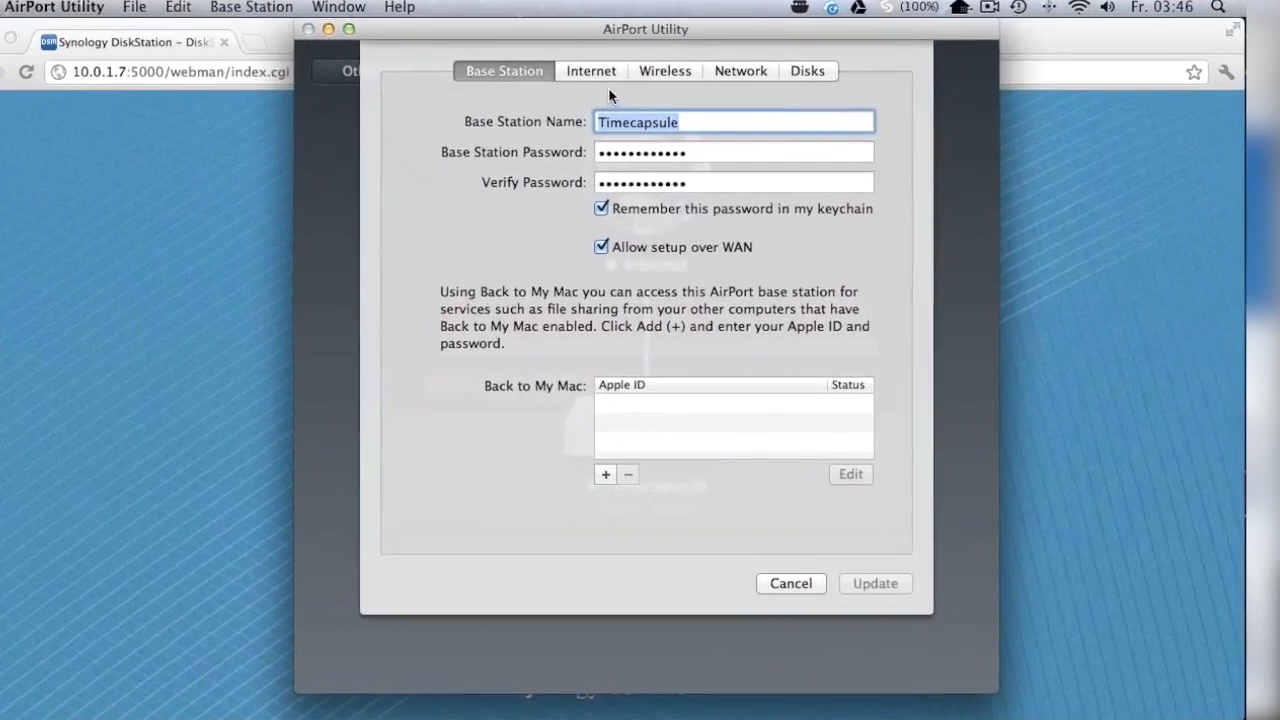 AirPort Utility File Edit Base Station Window Help (100%) Fr. 03:46
AirPort Utility
Synology DiskStation - Disk
10.0.1.7:5000/webman/index.cgi
Base Station Internet Wireless Network Disks
Base Station Name: Timecapsule
Base Station Password: ••••••••••••
Verify Password: ••••••••••••
Remember this password in my keychain
Allow setup over WAN
Using Back to My Mac you can access this AirPort base station for
services such as file sharing from your other computers that have
Back to My Mac enabled. Click Add (+) and enter your Apple ID and
password.
Back to My Mac: Apple ID Status
+ − Edit
Cancel Update